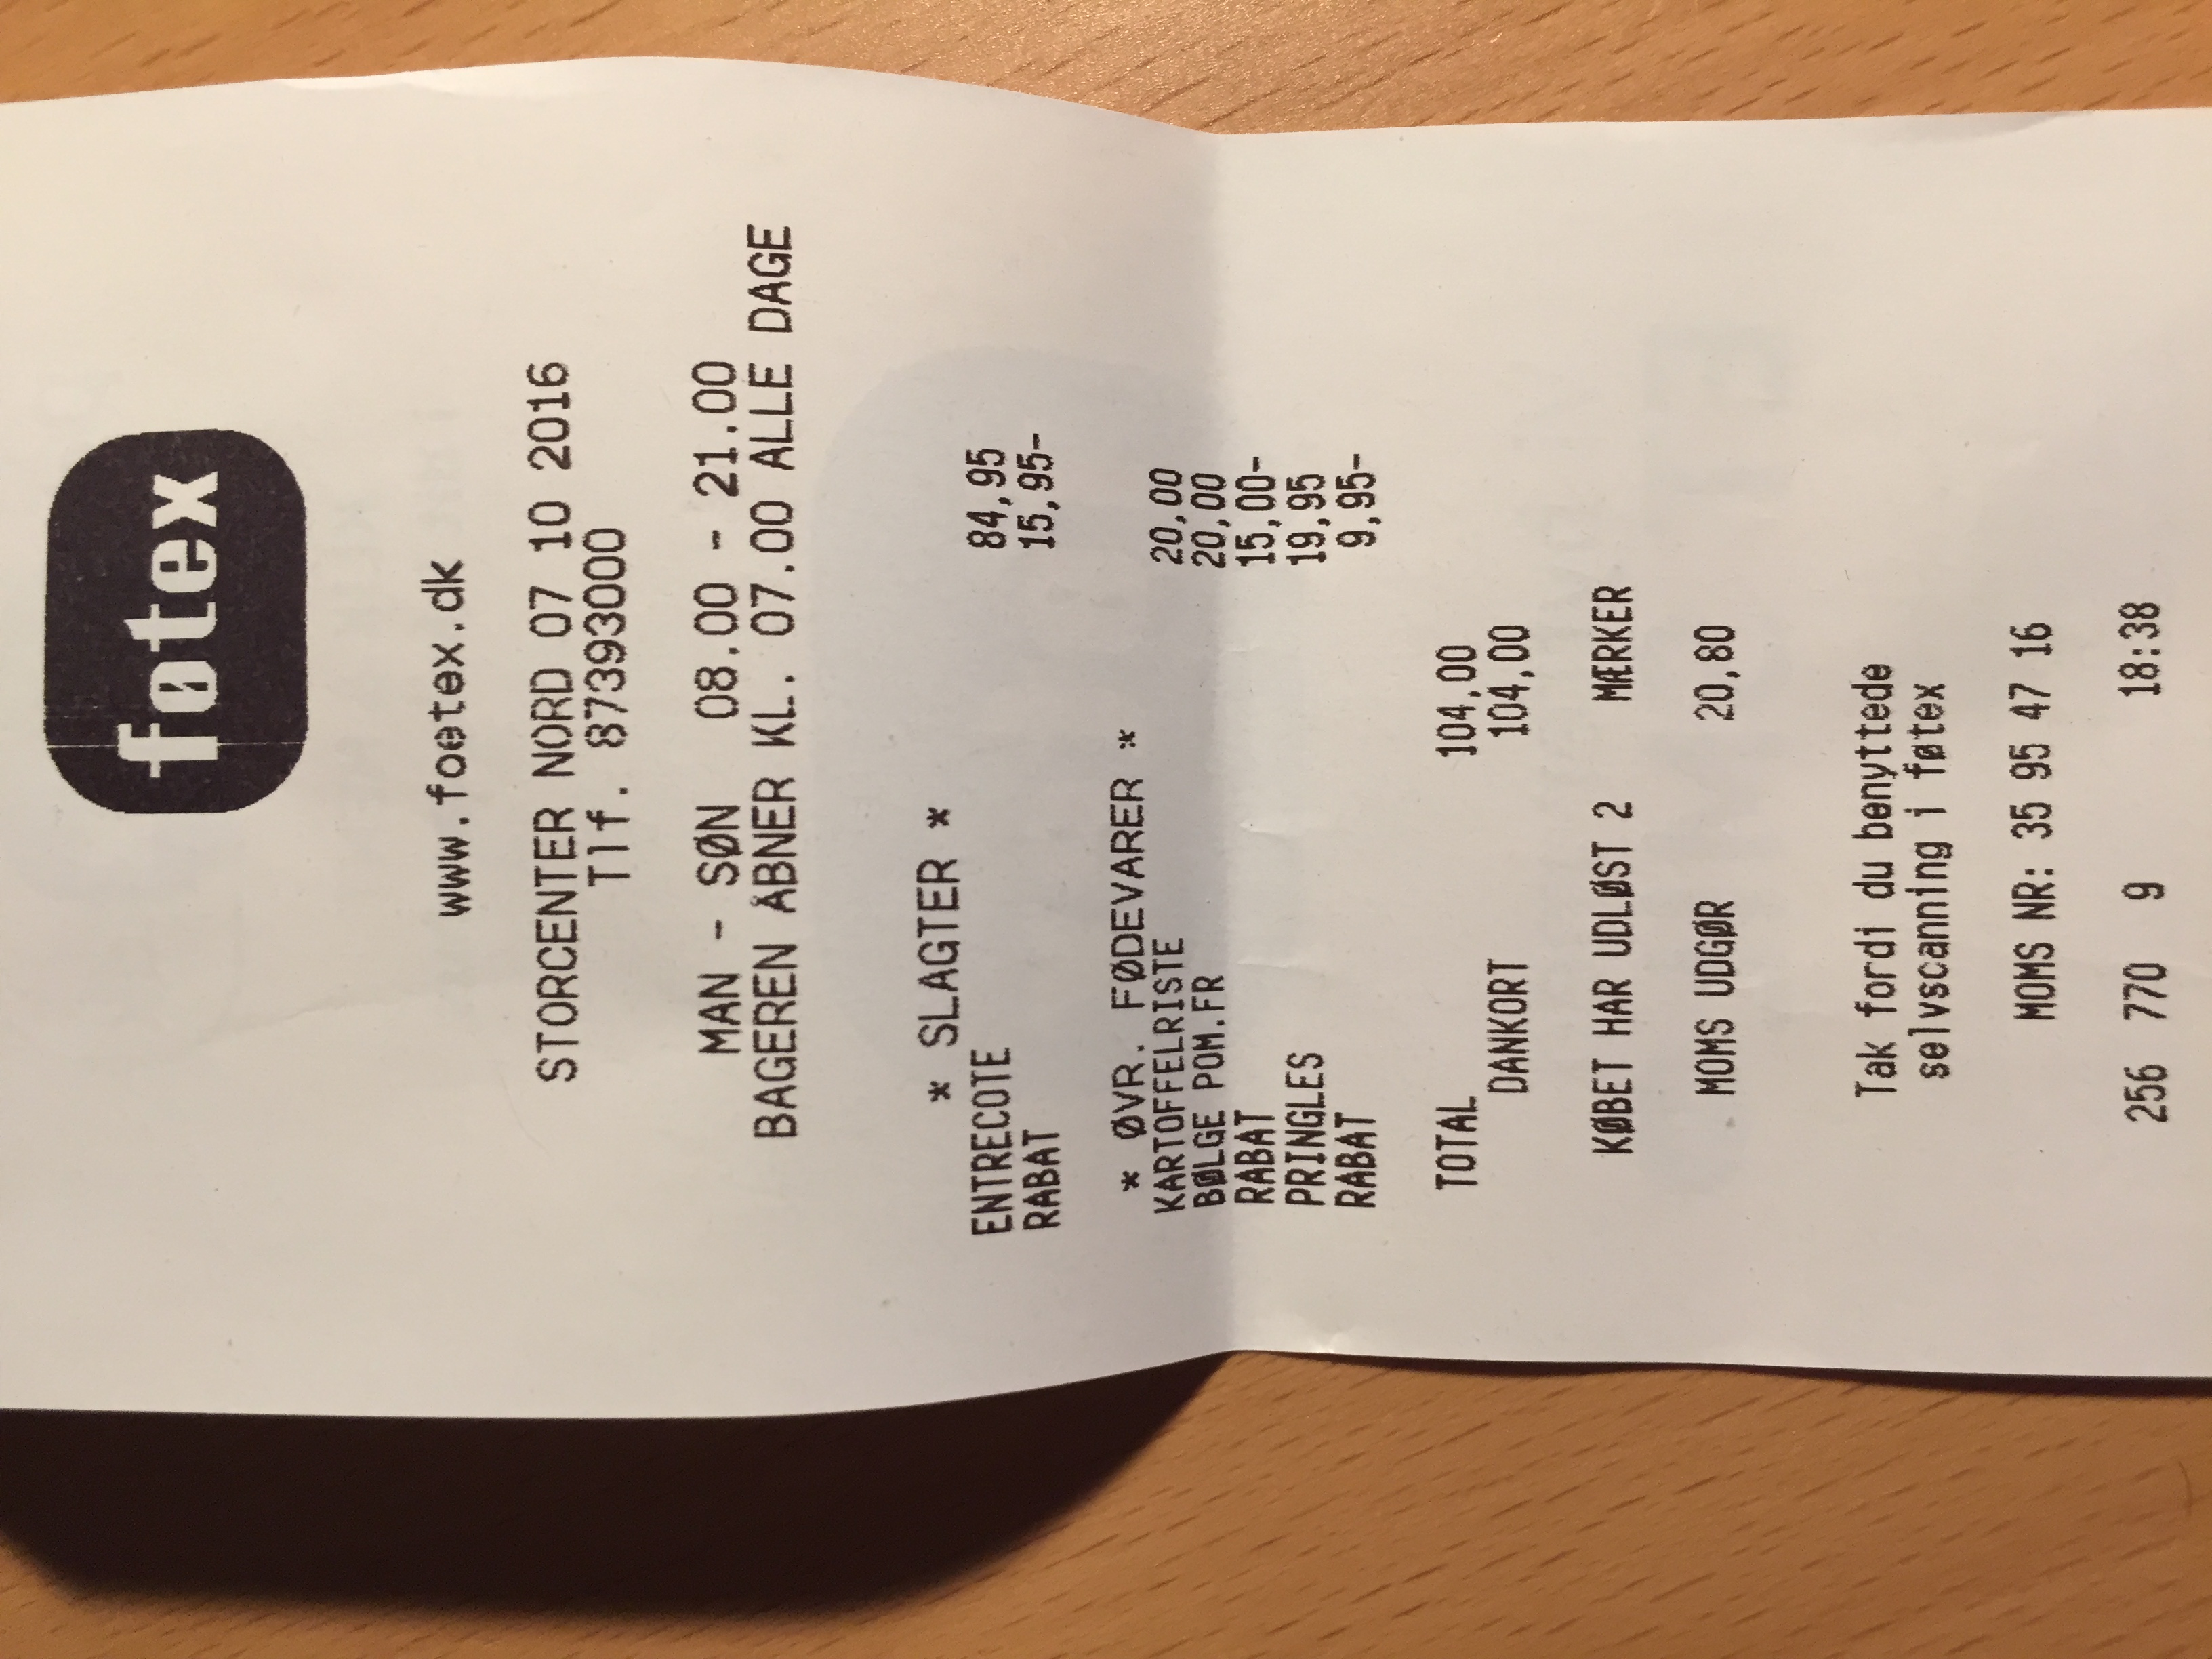 føtex
www.foetex.dk
STORCENTER NORD 07 10 2016
Tlf. 87393000
MAN - SØN 08.00 - 21.00
BAGEREN ÅBNER KL. 07.00 ALLE DAGE
* SLAGTER *
ENTRECOTE 84,95
RABAT 15,95-
* ØVR. FØDEVARER *
KARTOFFELRISTE 20,00
BØLGE POM.FR 20,00
RABAT 15,00-
PRINGLES 19,95
RABAT 9,95-
TOTAL 104,00
DANKORT 104,00
KØBET HAR UDLØST 2 MÆRKER
MOMS UDGØR 20,80
Tak fordi du benyttede
selvscanning i føtex
MOMS NR: 35 95 47 16
256 770 9 18:38